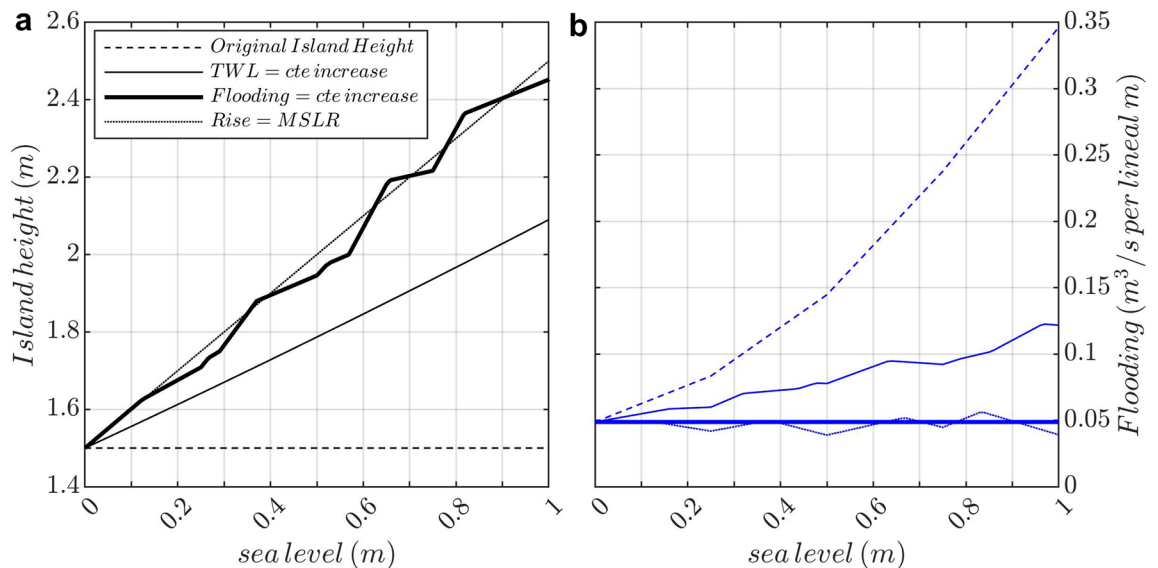 a
2.6
2.4
2.2
2
1.8
1.6
1.4
Island height (m)
Original Island Height
TWL = cte increase
Flooding = cte increase
Rise = MSLR
0
0.2
0.4
0.6
0.8
1
sea level (m)
b
0.35
0.3
0.25
0.2
0.15
0.1
0.05
0
Flooding (m³/s per lineal m)
0
0.2
0.4
0.6
0.8
1
sea level (m)